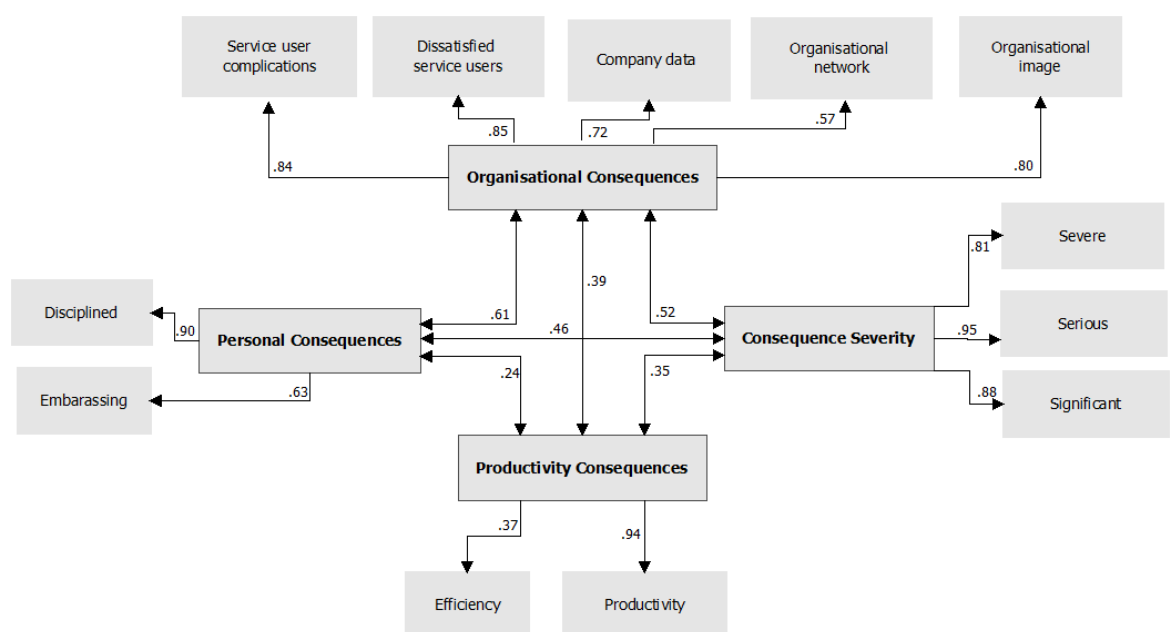 Service user
complications
Dissatisfied
service users
Company data
Organisational
network
Organisational
image
.84
.85
.72
.57
.80
Organisational Consequences
Severe
.81
Disciplined
.90
.61
.39
.52
Serious
.95
Personal Consequences
.46
Consequence Severity
Embarassing
.63
.24
.35
.88
Significant
Productivity Consequences
.37
.94
Efficiency
Productivity